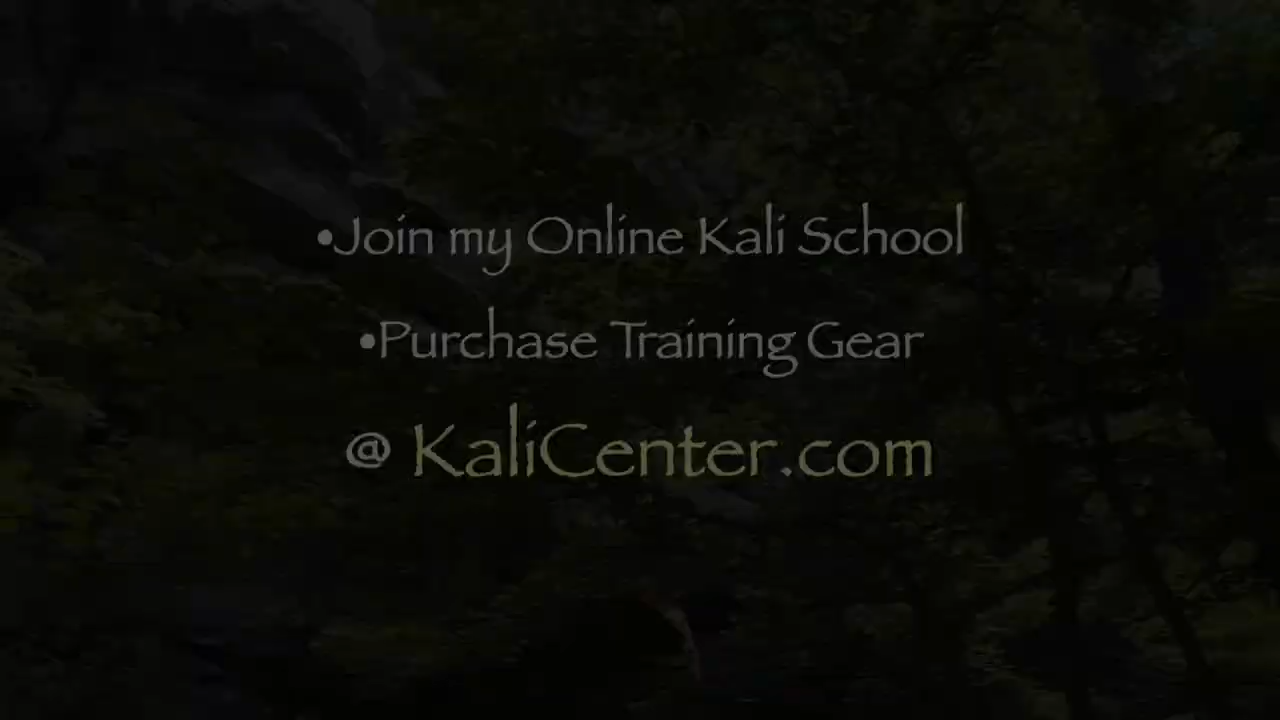 •Join my Online Kali School
•Purchase Training Gear
@ KaliCenter.com